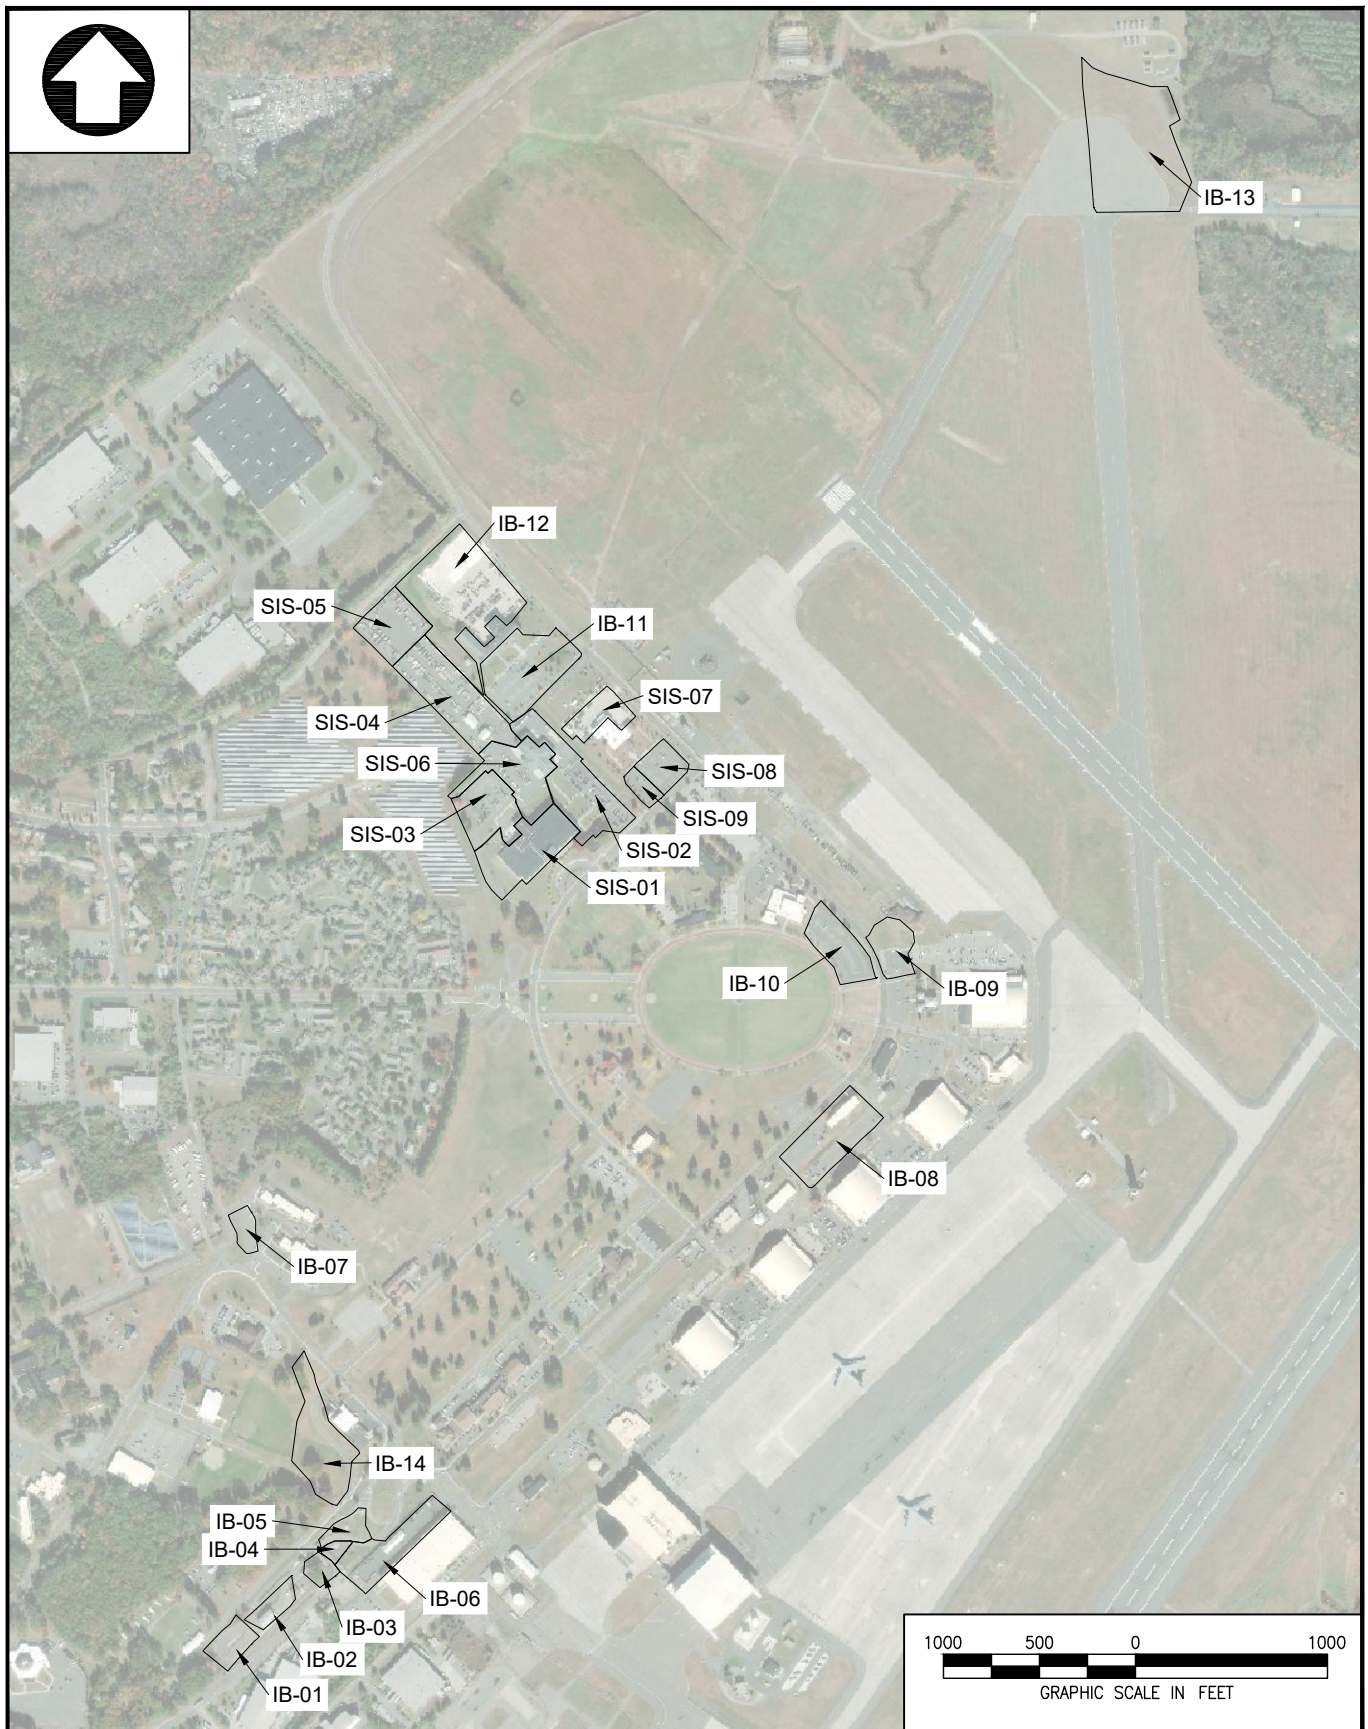 IB-13
IB-12
SIS-05
IB-11
SIS-07
SIS-04
SIS-06
SIS-08
SIS-09
SIS-03
SIS-02
SIS-01
IB-10
IB-09
IB-08
IB-07
IB-14
IB-05
IB-04
IB-06
IB-03
IB-02
IB-01
1000 500 0 1000
GRAPHIC SCALE IN FEET